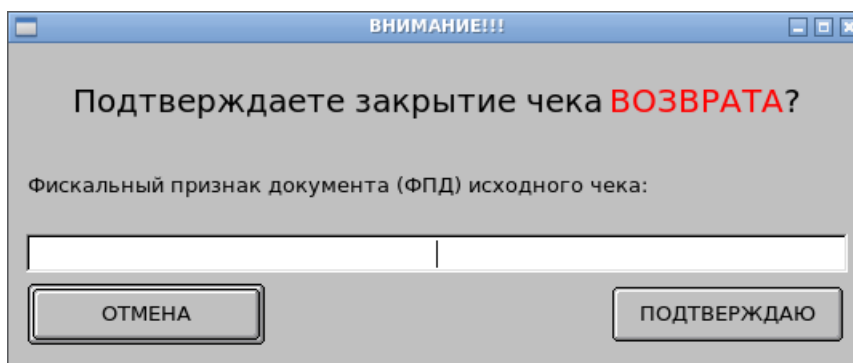 ВНИМАНИЕ!!!
Подтверждаете закрытие чека ВОЗВРАТА?
Фискальный признак документа (ФПД) исходного чека:
ОТМЕНА ПОДТВЕРЖДАЮ